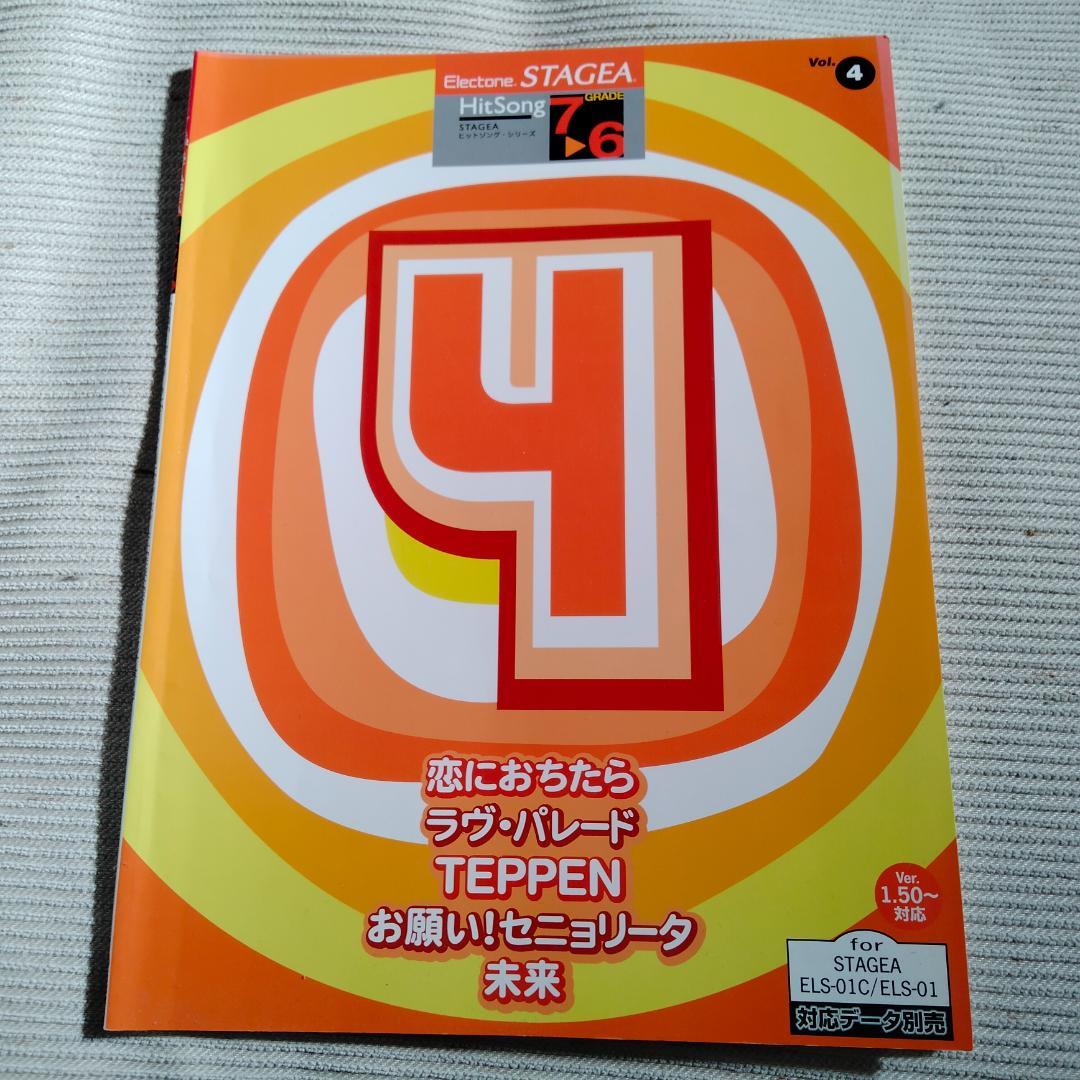 Vol. 4
Electone® STAGEA®
HitSong
STAGEA
ヒットソング・シリーズ
GRADE
7▶6
4
恋におちたら
ラヴ・パレード
TEPPEN
お願い!セニョリータ
未来
Ver.
1.50~
対応
for
STAGEA
ELS-01C/ELS-01
対応データ別売